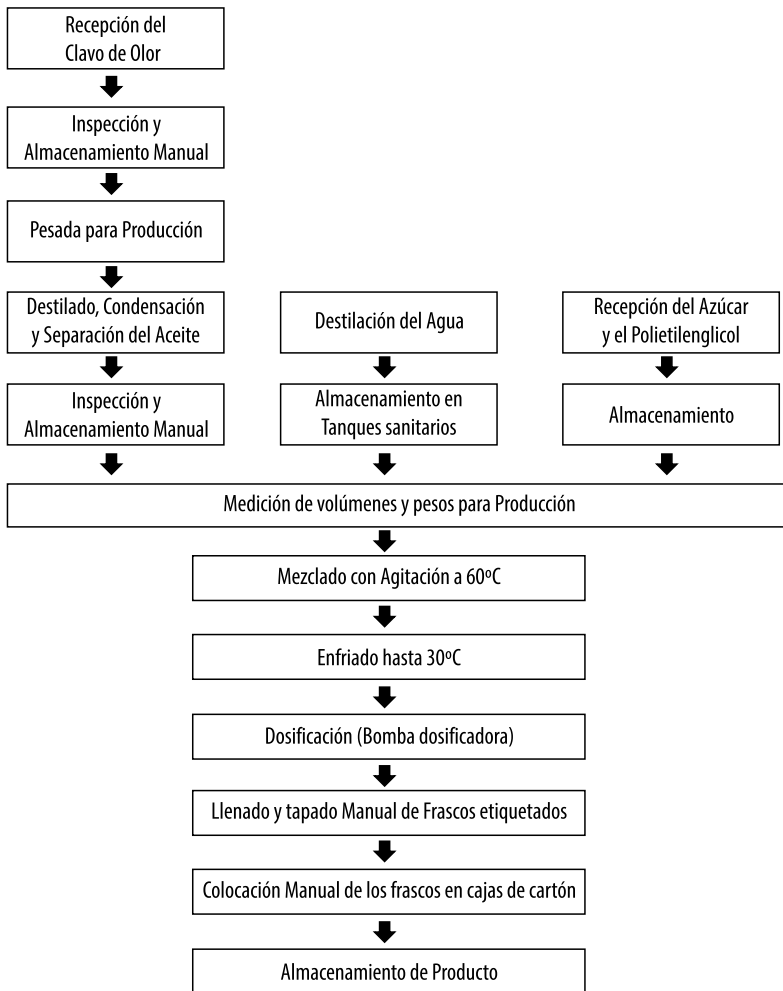 Recepción del
Clavo de Olor
Inspección y
Almacenamiento Manual
Pesada para Producción
Destilado, Condensación
y Separación del Aceite
Destilación del Agua
Recepción del Azúcar
y el Polietilenglicol
Inspección y
Almacenamiento Manual
Almacenamiento en
Tanques sanitarios
Almacenamiento
Medición de volúmenes y pesos para Producción
Mezclado con Agitación a 60ºC
Enfriado hasta 30ºC
Dosificación (Bomba dosificadora)
Llenado y tapado Manual de Frascos etiquetados
Colocación Manual de los frascos en cajas de cartón
Almacenamiento de Producto